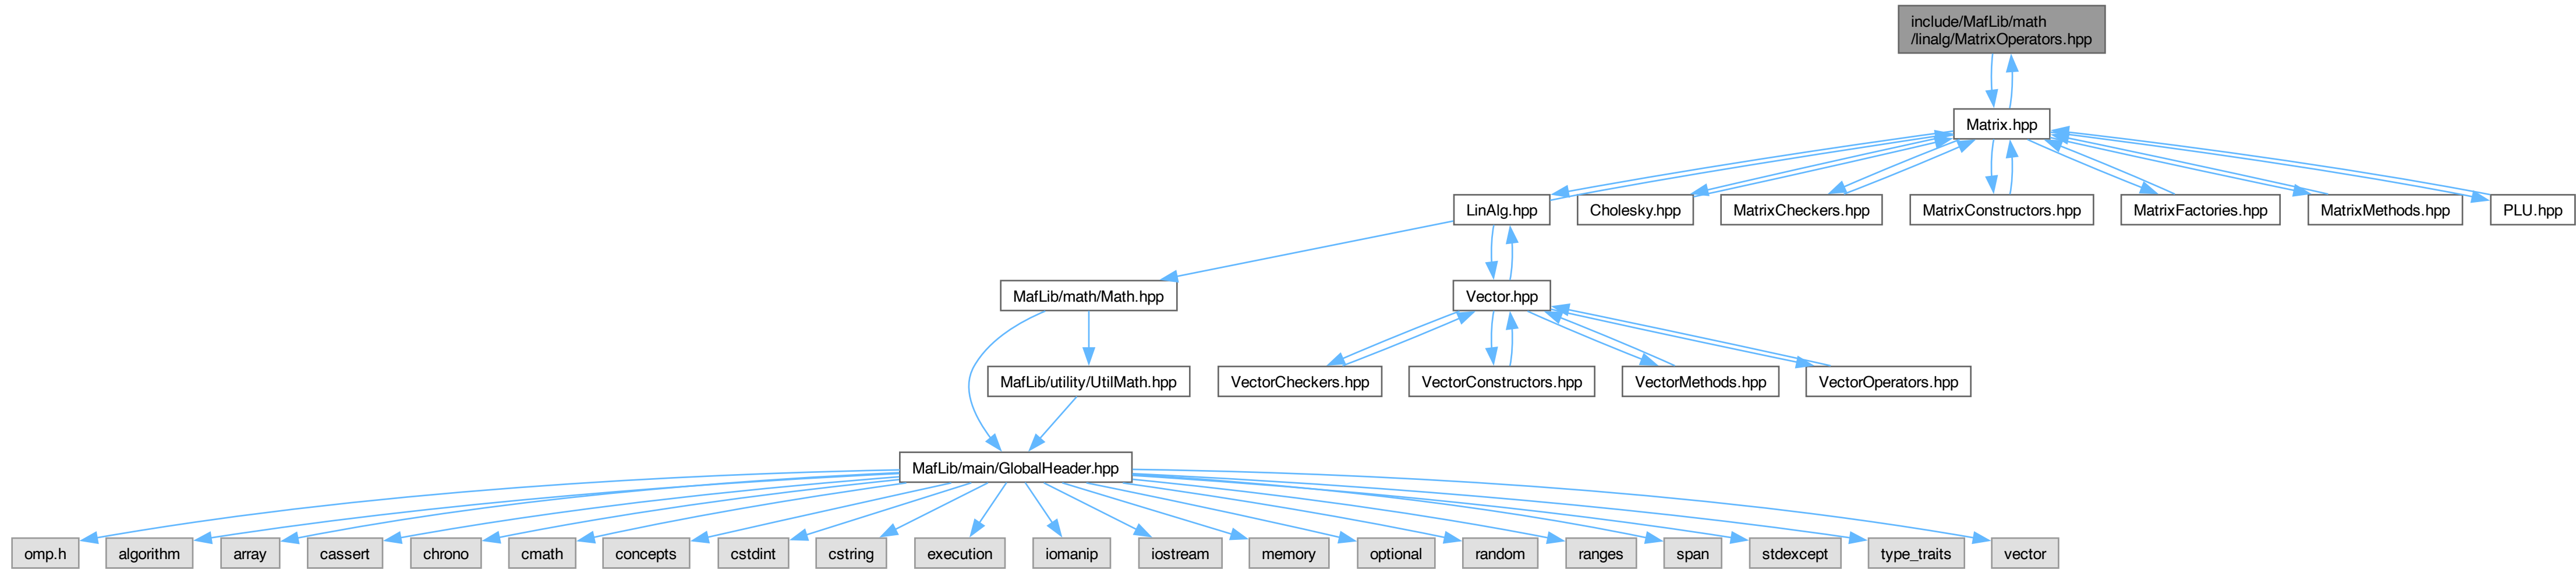 include/MafLib/math
/linalg/MatrixOperators.hpp
Matrix.hpp
LinAlg.hpp
Cholesky.hpp
MatrixCheckers.hpp
MatrixConstructors.hpp
MatrixFactories.hpp
MatrixMethods.hpp
PLU.hpp
MafLib/math/Math.hpp
Vector.hpp
MafLib/utility/UtilMath.hpp
VectorCheckers.hpp
VectorConstructors.hpp
VectorMethods.hpp
VectorOperators.hpp
MafLib/main/GlobalHeader.hpp
omp.h
algorithm
array
cassert
chrono
cmath
concepts
cstdint
cstring
execution
iomanip
iostream
memory
optional
random
ranges
span
stdexcept
type_traits
vector